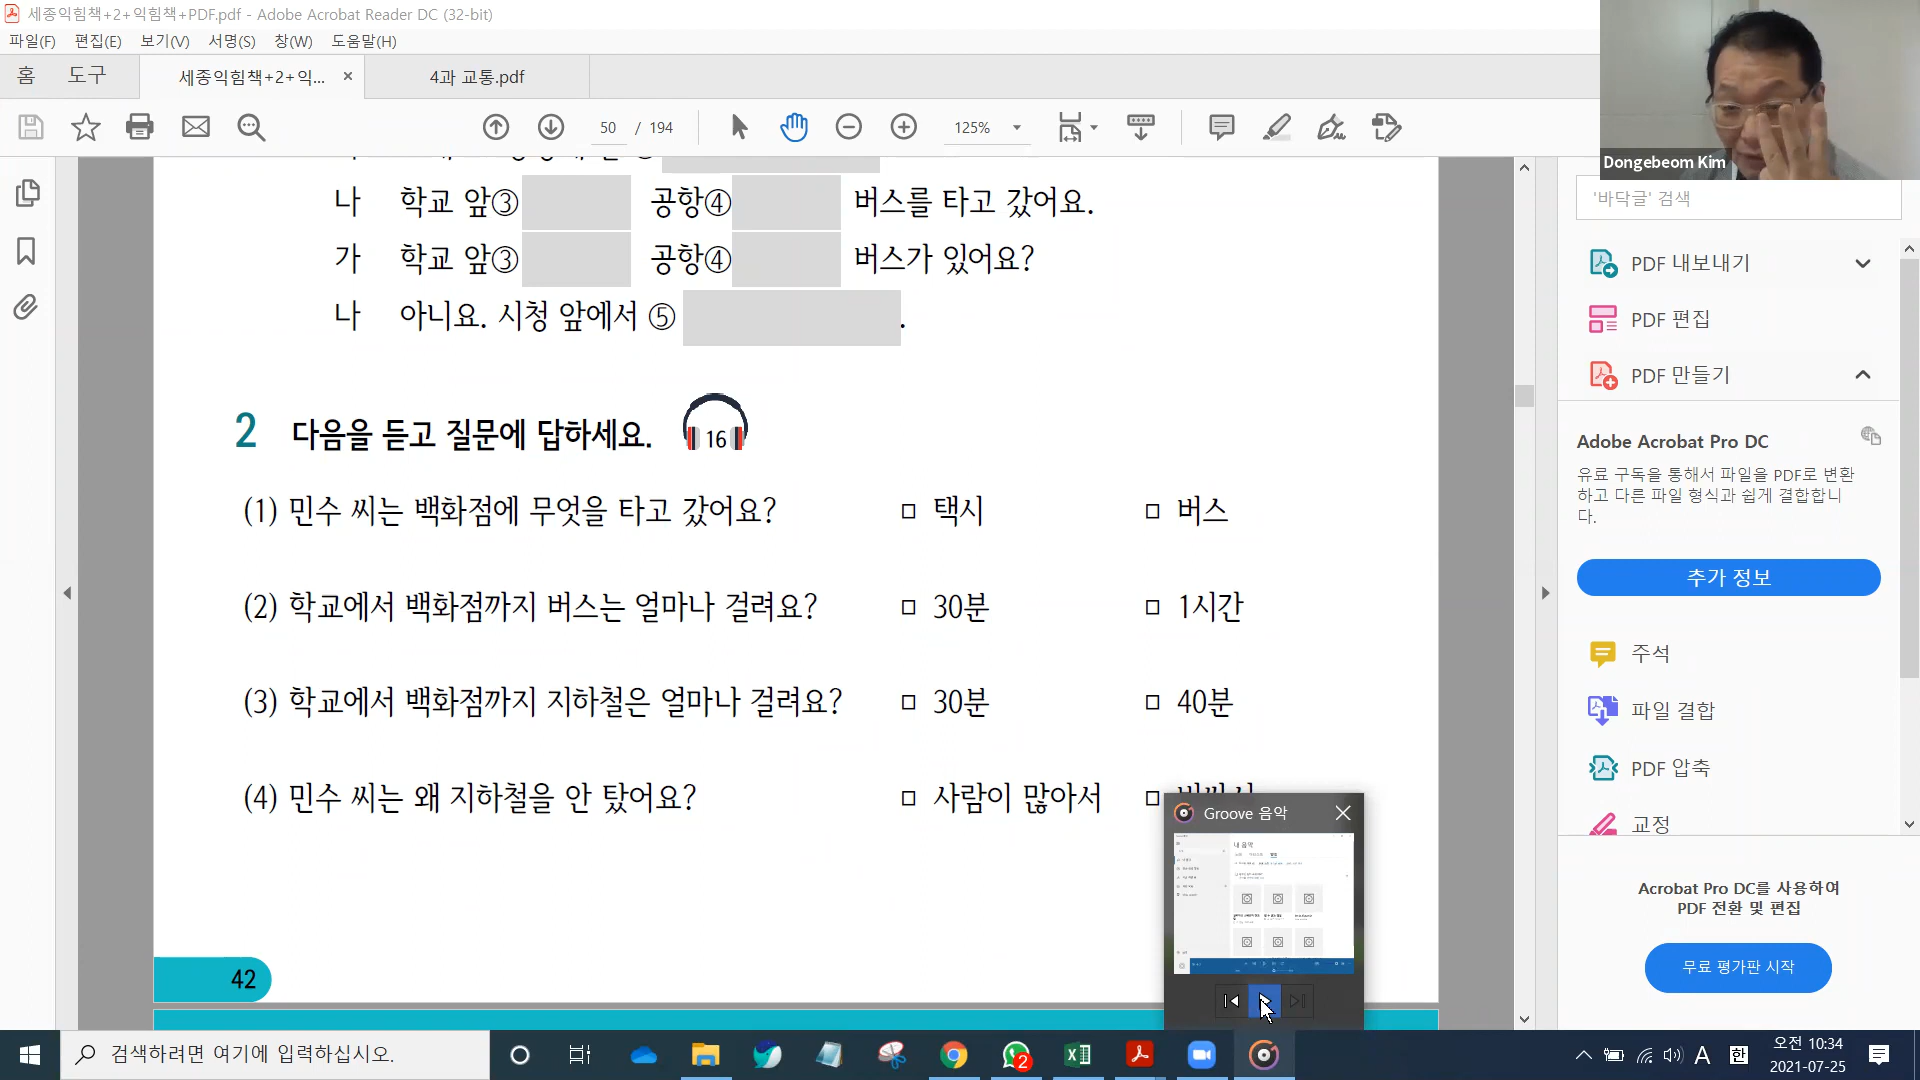 세종익힘책+2+익힘책+PDF.pdf - Adobe Acrobat Reader DC (32-bit)
파일(F) 편집(E) 보기(V) 서명(S) 창(W) 도움말(H)
홈 도구 세종익힘책+2+익... × 4과 교통.pdf
50 / 194 125%
Dongebeom Kim
'바닥글' 검색
나 학교 앞③ 공항④ 버스를 타고 갔어요.
가 학교 앞③ 공항④ 버스가 있어요?
나 아니요. 시청 앞에서 ⑤ .
2 다음을 듣고 질문에 답하세요. 16
(1) 민수 씨는 백화점에 무엇을 타고 갔어요? □ 택시 □ 버스
(2) 학교에서 백화점까지 버스는 얼마나 걸려요? □ 30분 □ 1시간
(3) 학교에서 백화점까지 지하철은 얼마나 걸려요? □ 30분 □ 40분
(4) 민수 씨는 왜 지하철을 안 탔어요? □ 사람이 많아서 □
42
Groove 음악
내 음악
PDF 내보내기
PDF 편집
PDF 만들기
Adobe Acrobat Pro DC
유료 구독을 통해서 파일을 PDF로 변환
하고 다른 파일 형식과 쉽게 결합합니
다.
추가 정보
주석
파일 결합
PDF 압축
교정
Acrobat Pro DC를 사용하여
PDF 전환 및 편집
무료 평가판 시작
검색하려면 여기에 입력하십시오.
2
A 한 오전 10:34
2021-07-25